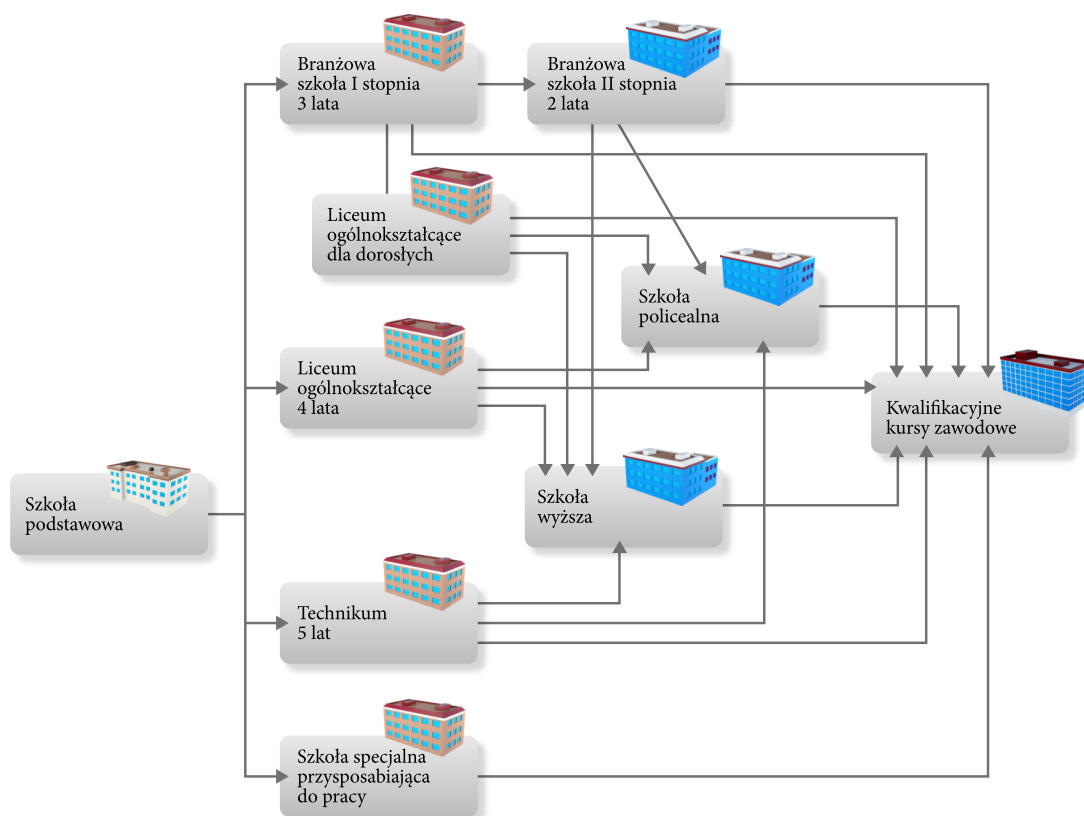 Branżowa
szkoła I stopnia
3 lata
Branżowa
szkoła II stopnia
2 lata
Liceum
ogólnokształcące
dla dorosłych
Szkoła
policealna
Liceum
ogólnokształcące
4 lata
Kwalifikacyjne
kursy zawodowe
Szkoła
podstawowa
Szkoła
wyższa
Technikum
5 lat
Szkoła specjalna
przysposabiająca
do pracy